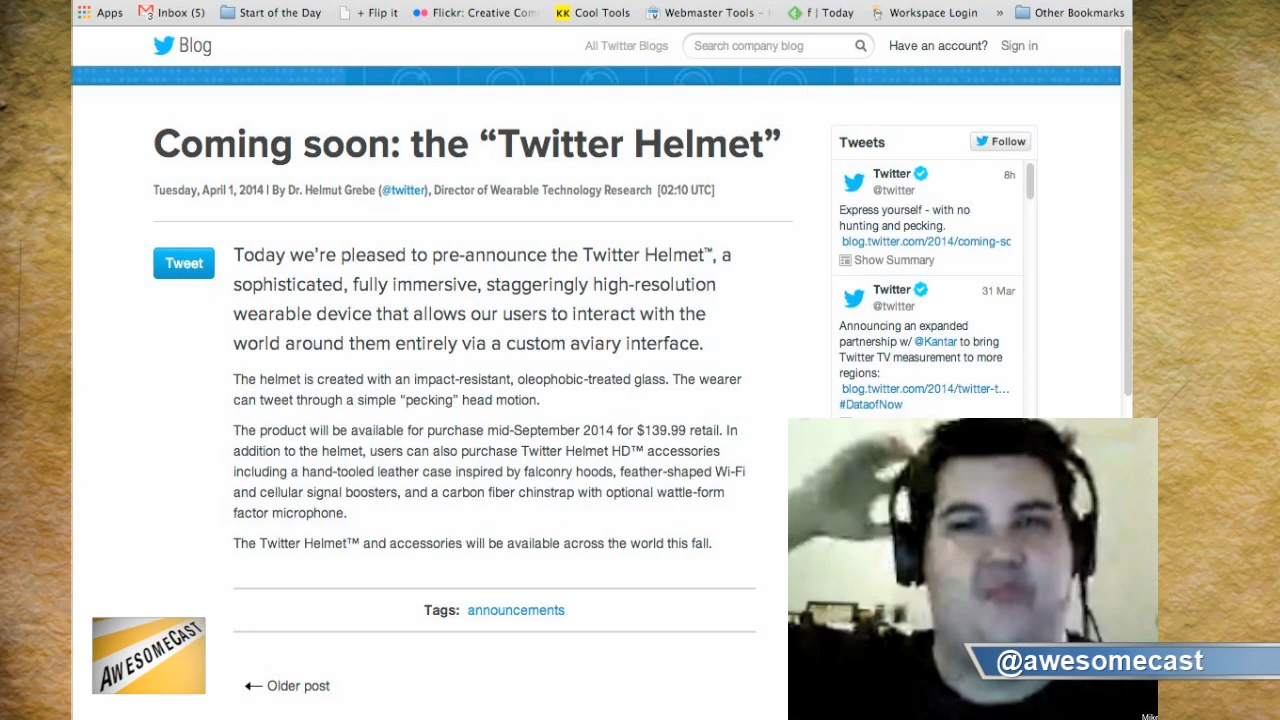 Apps Inbox (5) Start of the Day + Flip it Flickr: Creative Com KK Cool Tools Webmaster Tools - f | Today Workspace Login » Other Bookmarks
Blog All Twitter Blogs Search company blog Have an account? Sign in
Coming soon: the “Twitter Helmet”
Tuesday, April 1, 2014 | By Dr. Helmut Grebe (@twitter), Director of Wearable Technology Research [02:10 UTC]
Tweet
Today we’re pleased to pre-announce the Twitter Helmet™, a
sophisticated, fully immersive, staggeringly high-resolution
wearable device that allows our users to interact with the
world around them entirely via a custom aviary interface.
The helmet is created with an impact-resistant, oleophobic-treated glass. The wearer
can tweet through a simple “pecking” head motion.
The product will be available for purchase mid-September 2014 for $139.99 retail. In
addition to the helmet, users can also purchase Twitter Helmet HD™ accessories
including a hand-tooled leather case inspired by falconry hoods, feather-shaped Wi-Fi
and cellular signal boosters, and a carbon fiber chinstrap with optional wattle-form
factor microphone.
The Twitter Helmet™ and accessories will be available across the world this fall.
Tags: announcements
← Older post
Tweets Follow
Twitter 8h
@twitter
Express yourself - with no
hunting and pecking.
blog.twitter.com/2014/coming-sc
Show Summary
Twitter 31 Mar
@twitter
Announcing an expanded
partnership w/ @Kantar to bring
Twitter TV measurement to more
regions:
blog.twitter.com/2014/twitter-t...
#DataofNow
AWESOMECAST
@awesomecast
Mike